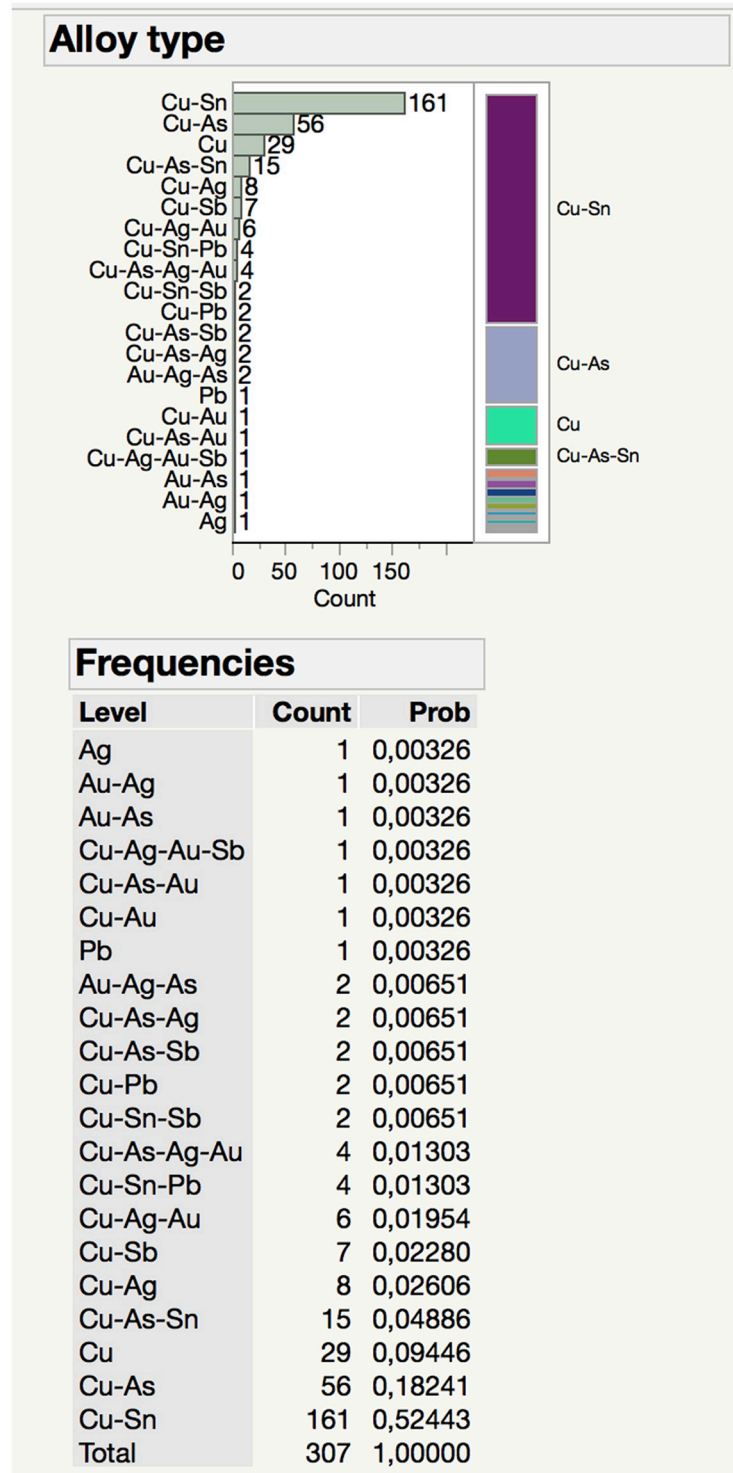 Alloy type
Cu-Sn 161
Cu-As 56
Cu 29
Cu-As-Sn 15
Cu-Ag 8
Cu-Sb 7
Cu-Ag-Au 6
Cu-Sn-Pb 4
Cu-As-Ag-Au 4
Cu-Sn-Sb 2
Cu-Pb 2
Cu-As-Sb 2
Cu-As-Ag 2
Au-Ag-As 2
Pb 1
Cu-Au 1
Cu-As-Au 1
Cu-Ag-Au-Sb 1
Au-As 1
Au-Ag 1
Ag 1
0 50 100 150
Count
Cu-Sn
Cu-As
Cu
Cu-As-Sn
Frequencies
Level Count Prob
Ag 1 0,00326
Au-Ag 1 0,00326
Au-As 1 0,00326
Cu-Ag-Au-Sb 1 0,00326
Cu-As-Au 1 0,00326
Cu-Au 1 0,00326
Pb 1 0,00326
Au-Ag-As 2 0,00651
Cu-As-Ag 2 0,00651
Cu-As-Sb 2 0,00651
Cu-Pb 2 0,00651
Cu-Sn-Sb 2 0,00651
Cu-As-Ag-Au 4 0,01303
Cu-Sn-Pb 4 0,01303
Cu-Ag-Au 6 0,01954
Cu-Sb 7 0,02280
Cu-Ag 8 0,02606
Cu-As-Sn 15 0,04886
Cu 29 0,09446
Cu-As 56 0,18241
Cu-Sn 161 0,52443
Total 307 1,00000